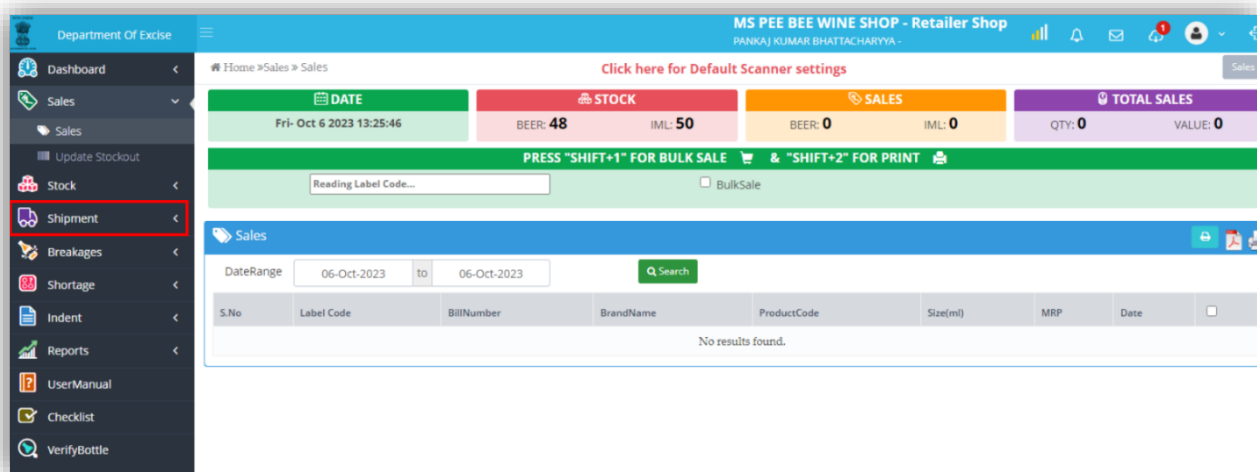 Department Of Excise
MS PEE BEE WINE SHOP - Retailer Shop
PANKAJ KUMAR BHATTACHARYYA -
Dashboard
Sales
Sales
Update Stockout
Stock
Shipment
Breakages
Shortage
Indent
Reports
UserManual
Checklist
VerifyBottle
Home »Sales » Sales
Click here for Default Scanner settings
Sales
DATE
Fri- Oct 6 2023 13:25:46
STOCK
BEER: 48 IML: 50
SALES
BEER: 0 IML: 0
TOTAL SALES
QTY: 0 VALUE: 0
PRESS "SHIFT+1" FOR BULK SALE & "SHIFT+2" FOR PRINT
Reading Label Code...
BulkSale
Sales
DateRange 06-Oct-2023 to 06-Oct-2023 Search
S.No Label Code BillNumber BrandName ProductCode Size(ml) MRP Date
No results found.